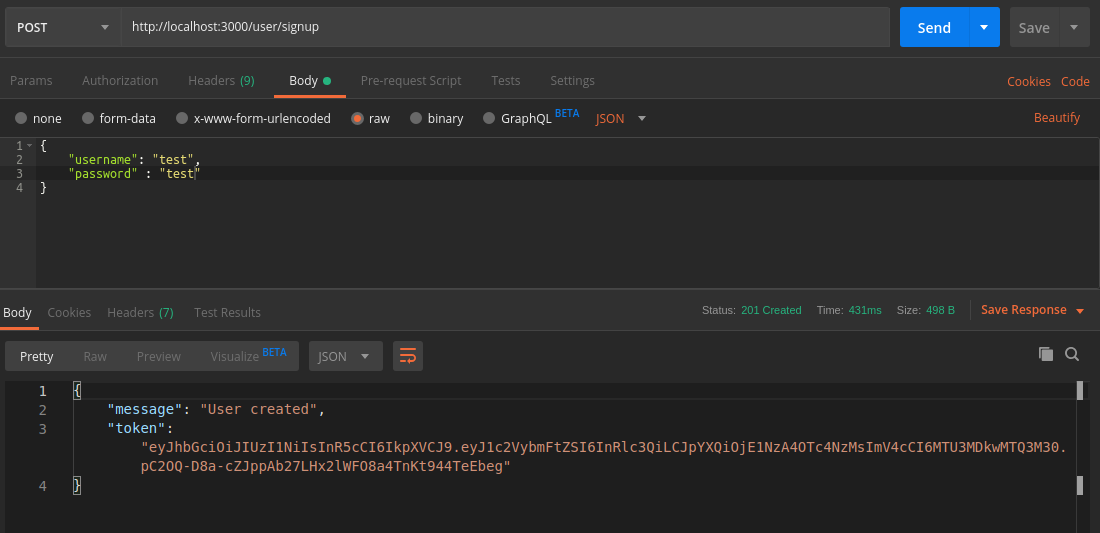 POST http://localhost:3000/user/signup Send Save
Params Authorization Headers (9) Body Pre-request Script Tests Settings Cookies Code
none form-data x-www-form-urlencoded raw binary GraphQL BETA JSON Beautify
1 {
2 "username": "test",
3 "password" : "test"
4 }
Body Cookies Headers (7) Test Results Status: 201 Created Time: 431ms Size: 498 B Save Response
Pretty Raw Preview Visualize BETA JSON
1 {
2 "message": "User created",
3 "token":
"eyJhbGciOiJIUzI1NiIsInR5cCI6IkpXVCJ9.eyJ1c2VybmFtZSI6InRlc3QiLCJpYXQiOjE1NzA4OTc4NzMsImV4cCI6MTU3MDkwMTQ3M30.
pC2OQ-D8a-cZJppAb27LHx2lWFO8a4TnKt944TeEbeg"
4 }